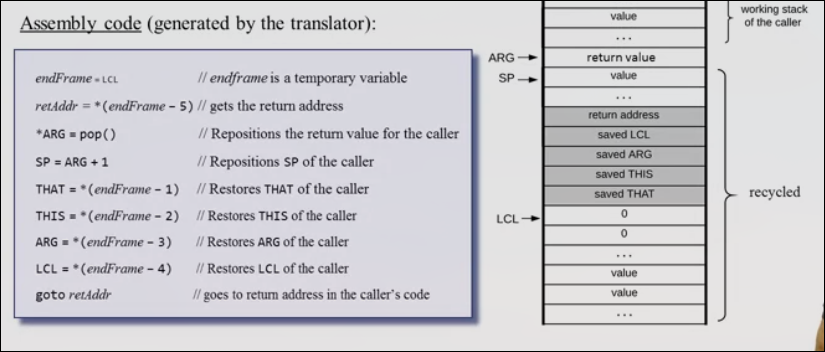 Assembly code (generated by the translator):
endFrame = LCL // endframe is a temporary variable
retAddr = *(endFrame – 5) // gets the return address
*ARG = pop() // Repositions the return value for the caller
SP = ARG + 1 // Repositions SP of the caller
THAT = *(endFrame – 1) // Restores THAT of the caller
THIS = *(endFrame – 2) // Restores THIS of the caller
ARG = *(endFrame – 3) // Restores ARG of the caller
LCL = *(endFrame – 4) // Restores LCL of the caller
goto retAddr // goes to return address in the caller's code
value
...
working stack
of the caller
ARG
return value
SP
value
...
return address
saved LCL
saved ARG
saved THIS
saved THAT
recycled
LCL
0
0
...
value
value
...